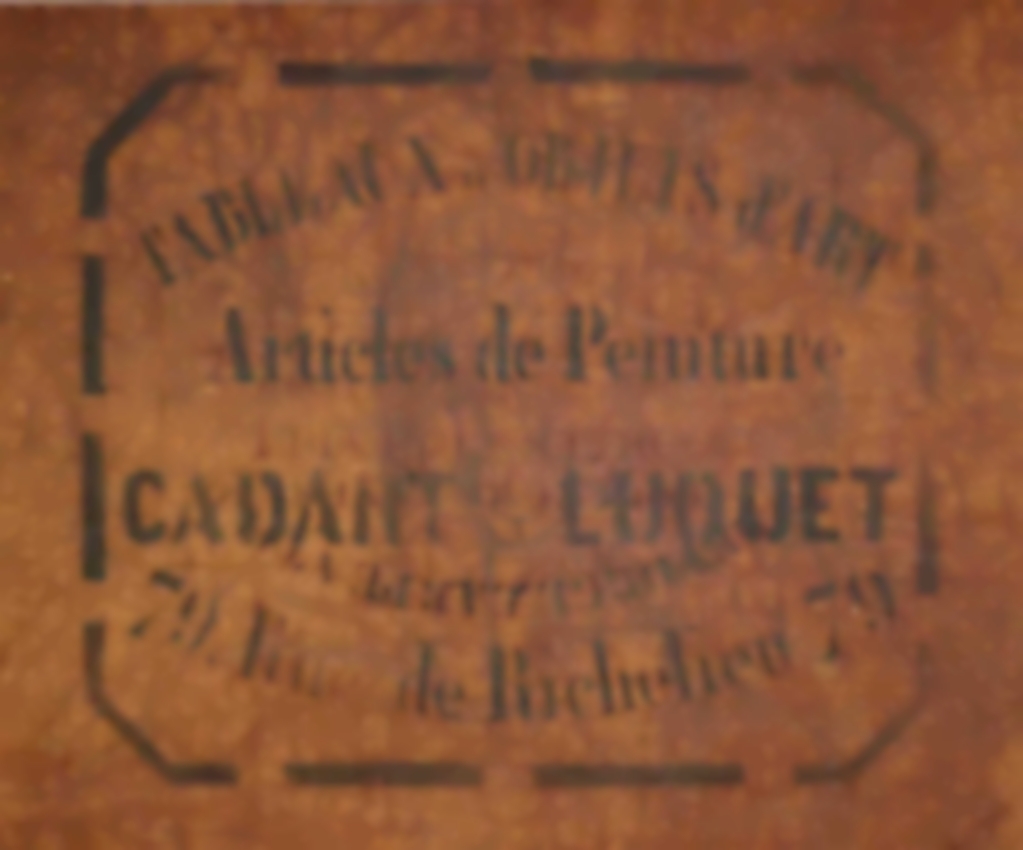 TABLEAUX . OBJETS d'ART
Articles de Peinture
CADART LUQUET
79, Rue de Richelieu 79